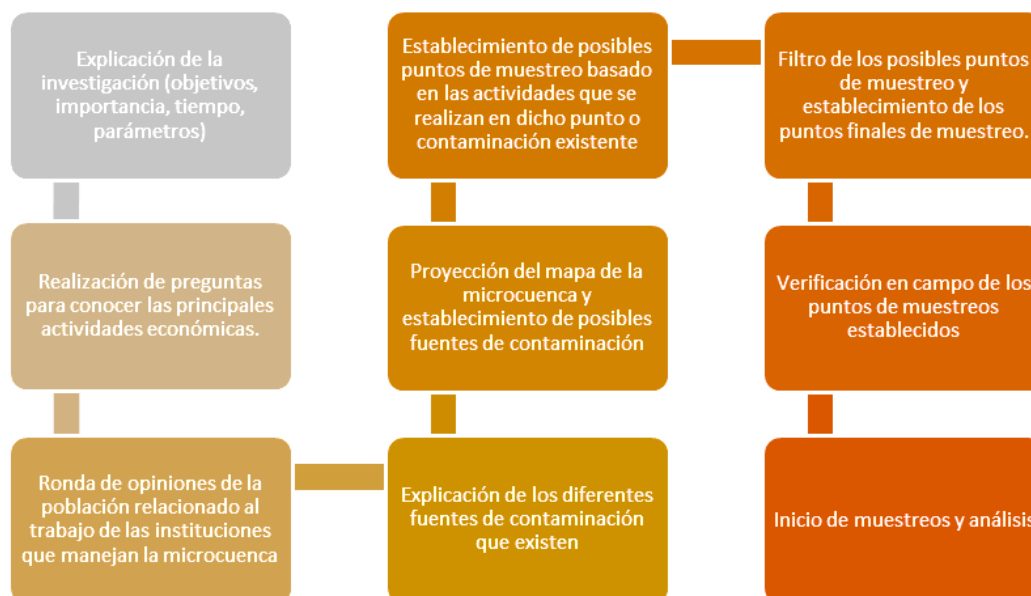 Explicación de la
investigación (objetivos,
importancia, tiempo,
parámetros)
Realización de preguntas
para conocer las principales
actividades económicas.
Ronda de opiniones de la
población relacionado al
trabajo de las instituciones
que manejan la microcuenca
Explicación de los diferentes
fuentes de contaminación
que existen
Proyección del mapa de la
microcuenca y
establecimiento de posibles
fuentes de contaminación
Establecimiento de posibles
puntos de muestreo basado
en las actividades que se
realizan en dicho punto o
contaminación existente
Filtro de los posibles puntos
de muestreo y
establecimiento de los
puntos finales de muestreo.
Verificación en campo de los
puntos de muestreos
establecidos
Inicio de muestreos y análisis